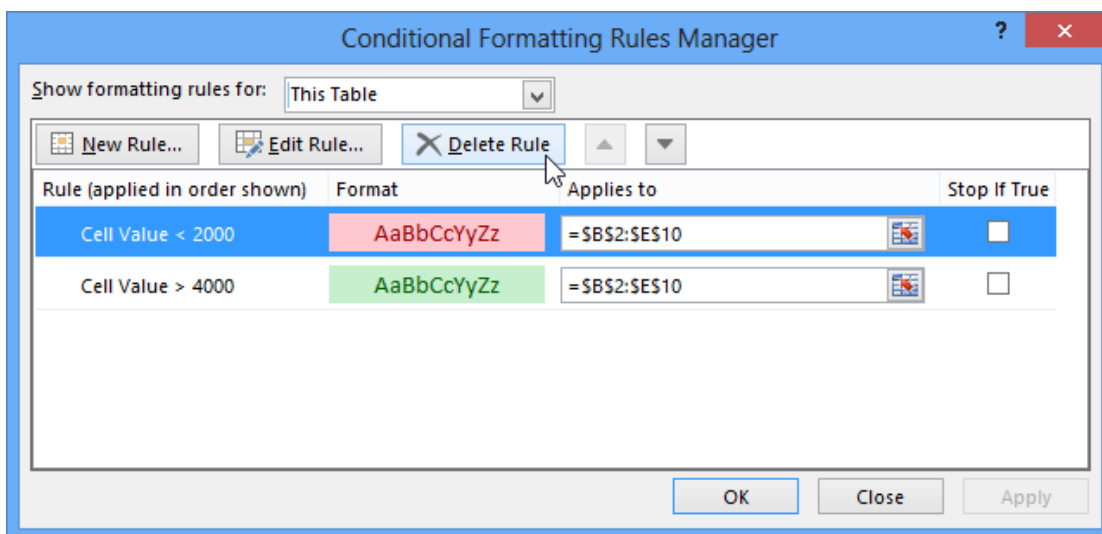 Conditional Formatting Rules Manager ?
Show formatting rules for: This Table
New Rule... Edit Rule... Delete Rule
Rule (applied in order shown) Format Applies to Stop If True
Cell Value < 2000 AaBbCcYyZz =$B$2:$E$10
Cell Value > 4000 AaBbCcYyZz =$B$2:$E$10
OK Close Apply